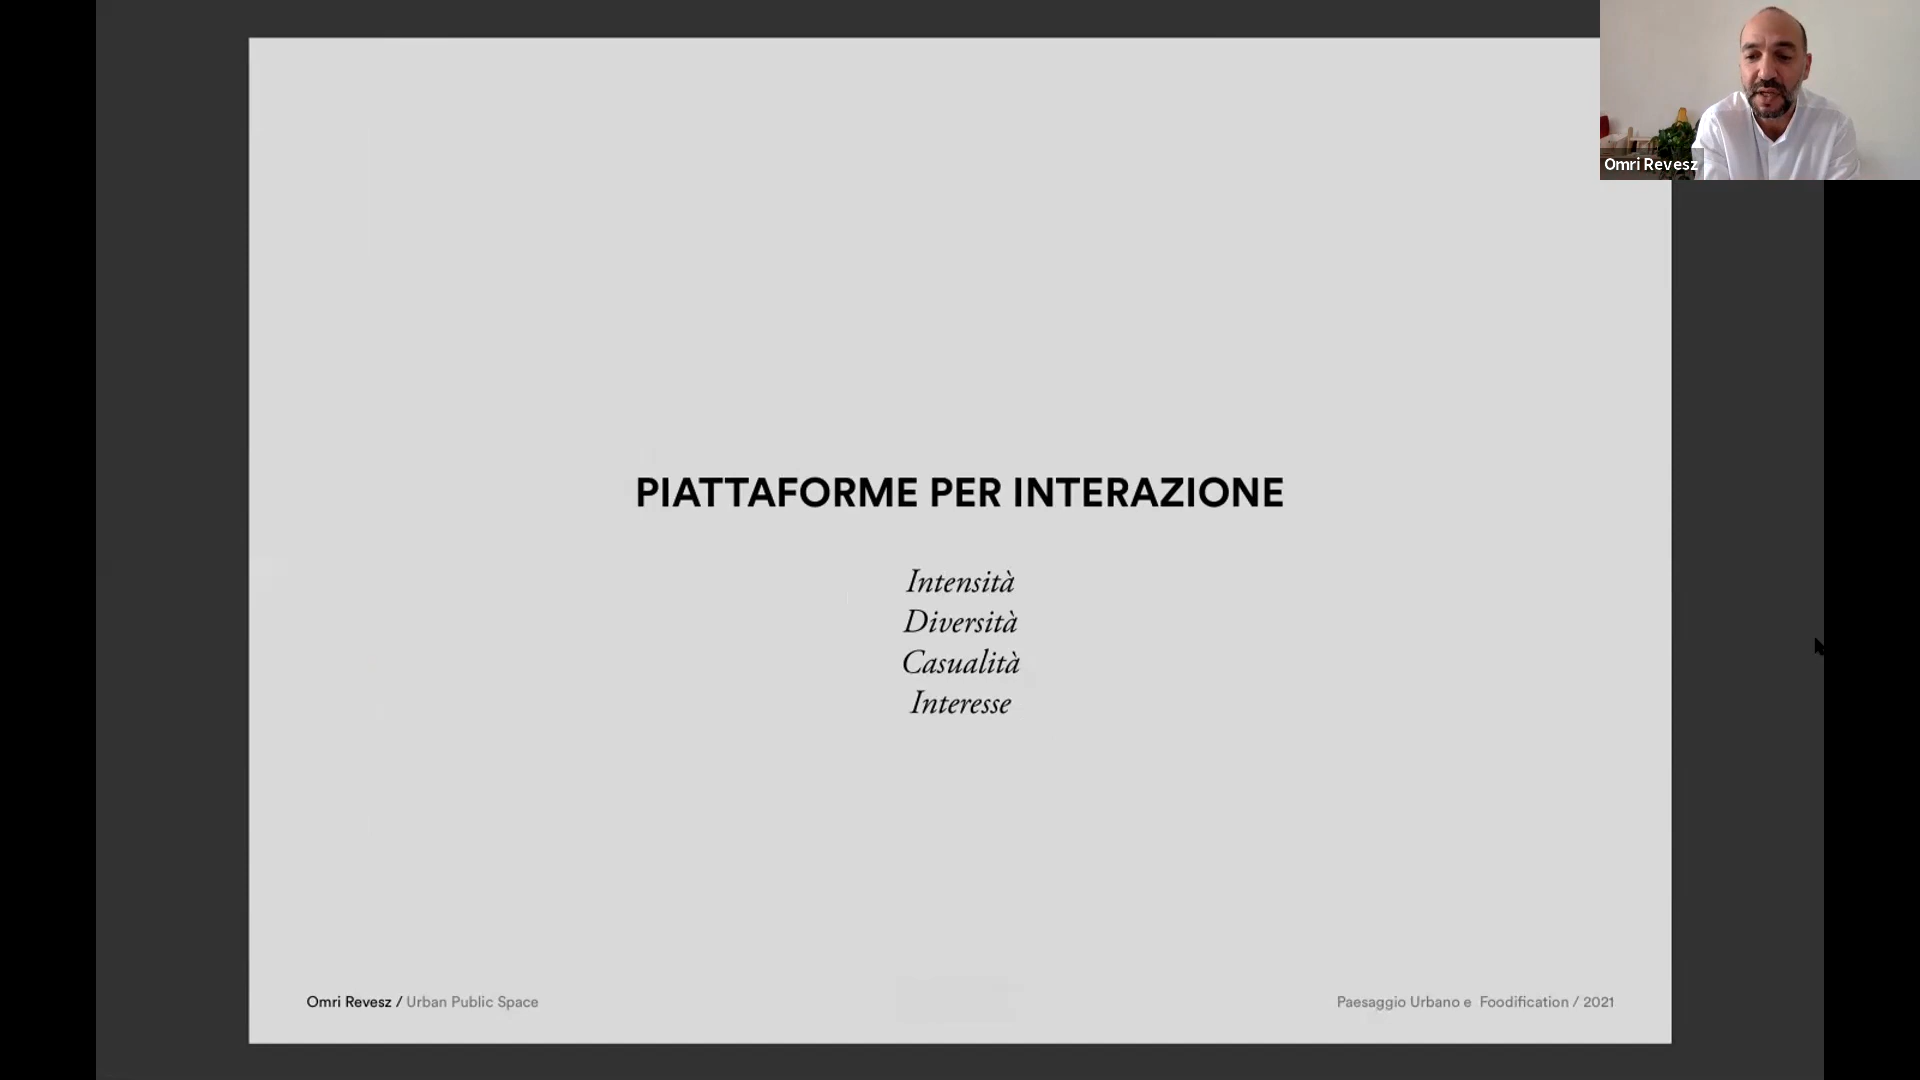 Omri Revesz
PIATTAFORME PER INTERAZIONE
Intensità
Diversità
Casualità
Interesse
Omri Revesz / Urban Public Space
Paesaggio Urbano e  Foodification / 2021